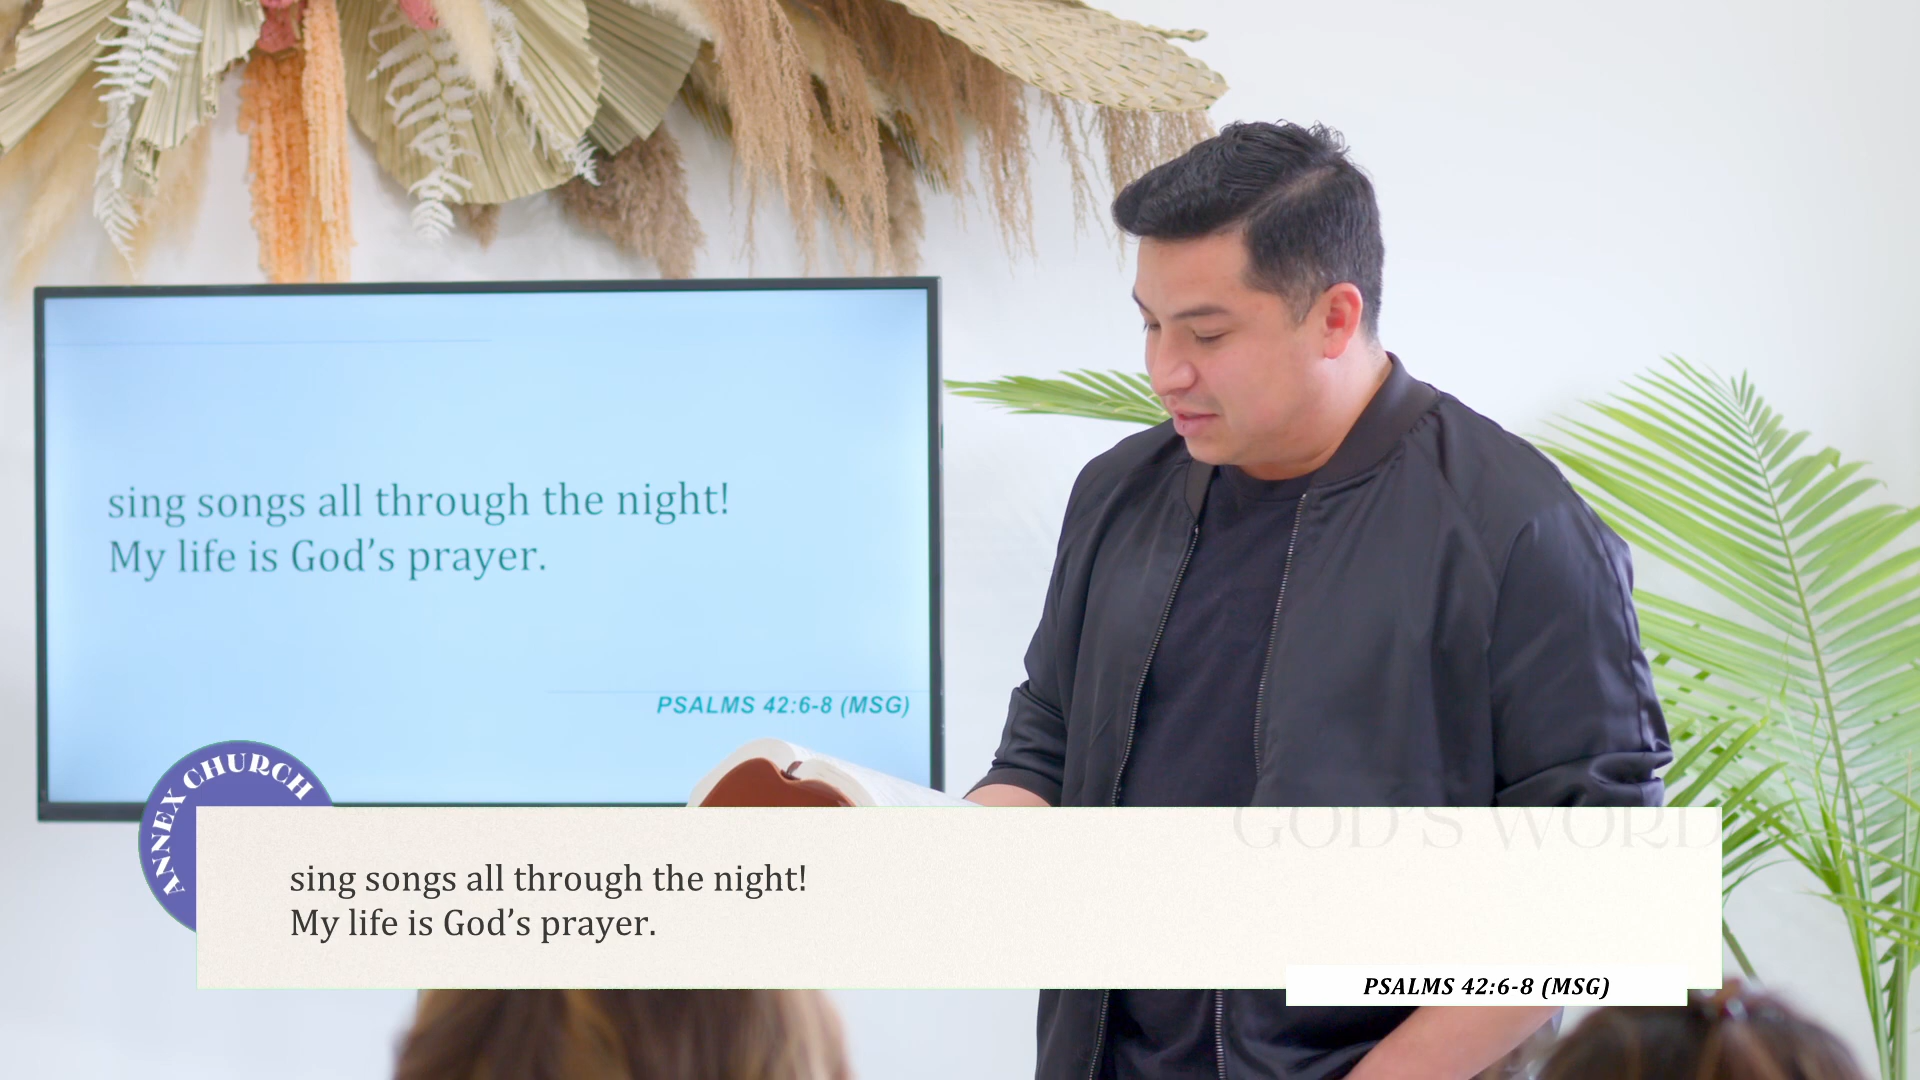 sing songs all through the night!
My life is God's prayer.
PSALMS 42:6-8 (MSG)
ANNEX CHURCH
GOD'S WORD
sing songs all through the night!
My life is God's prayer.
PSALMS 42:6-8 (MSG)